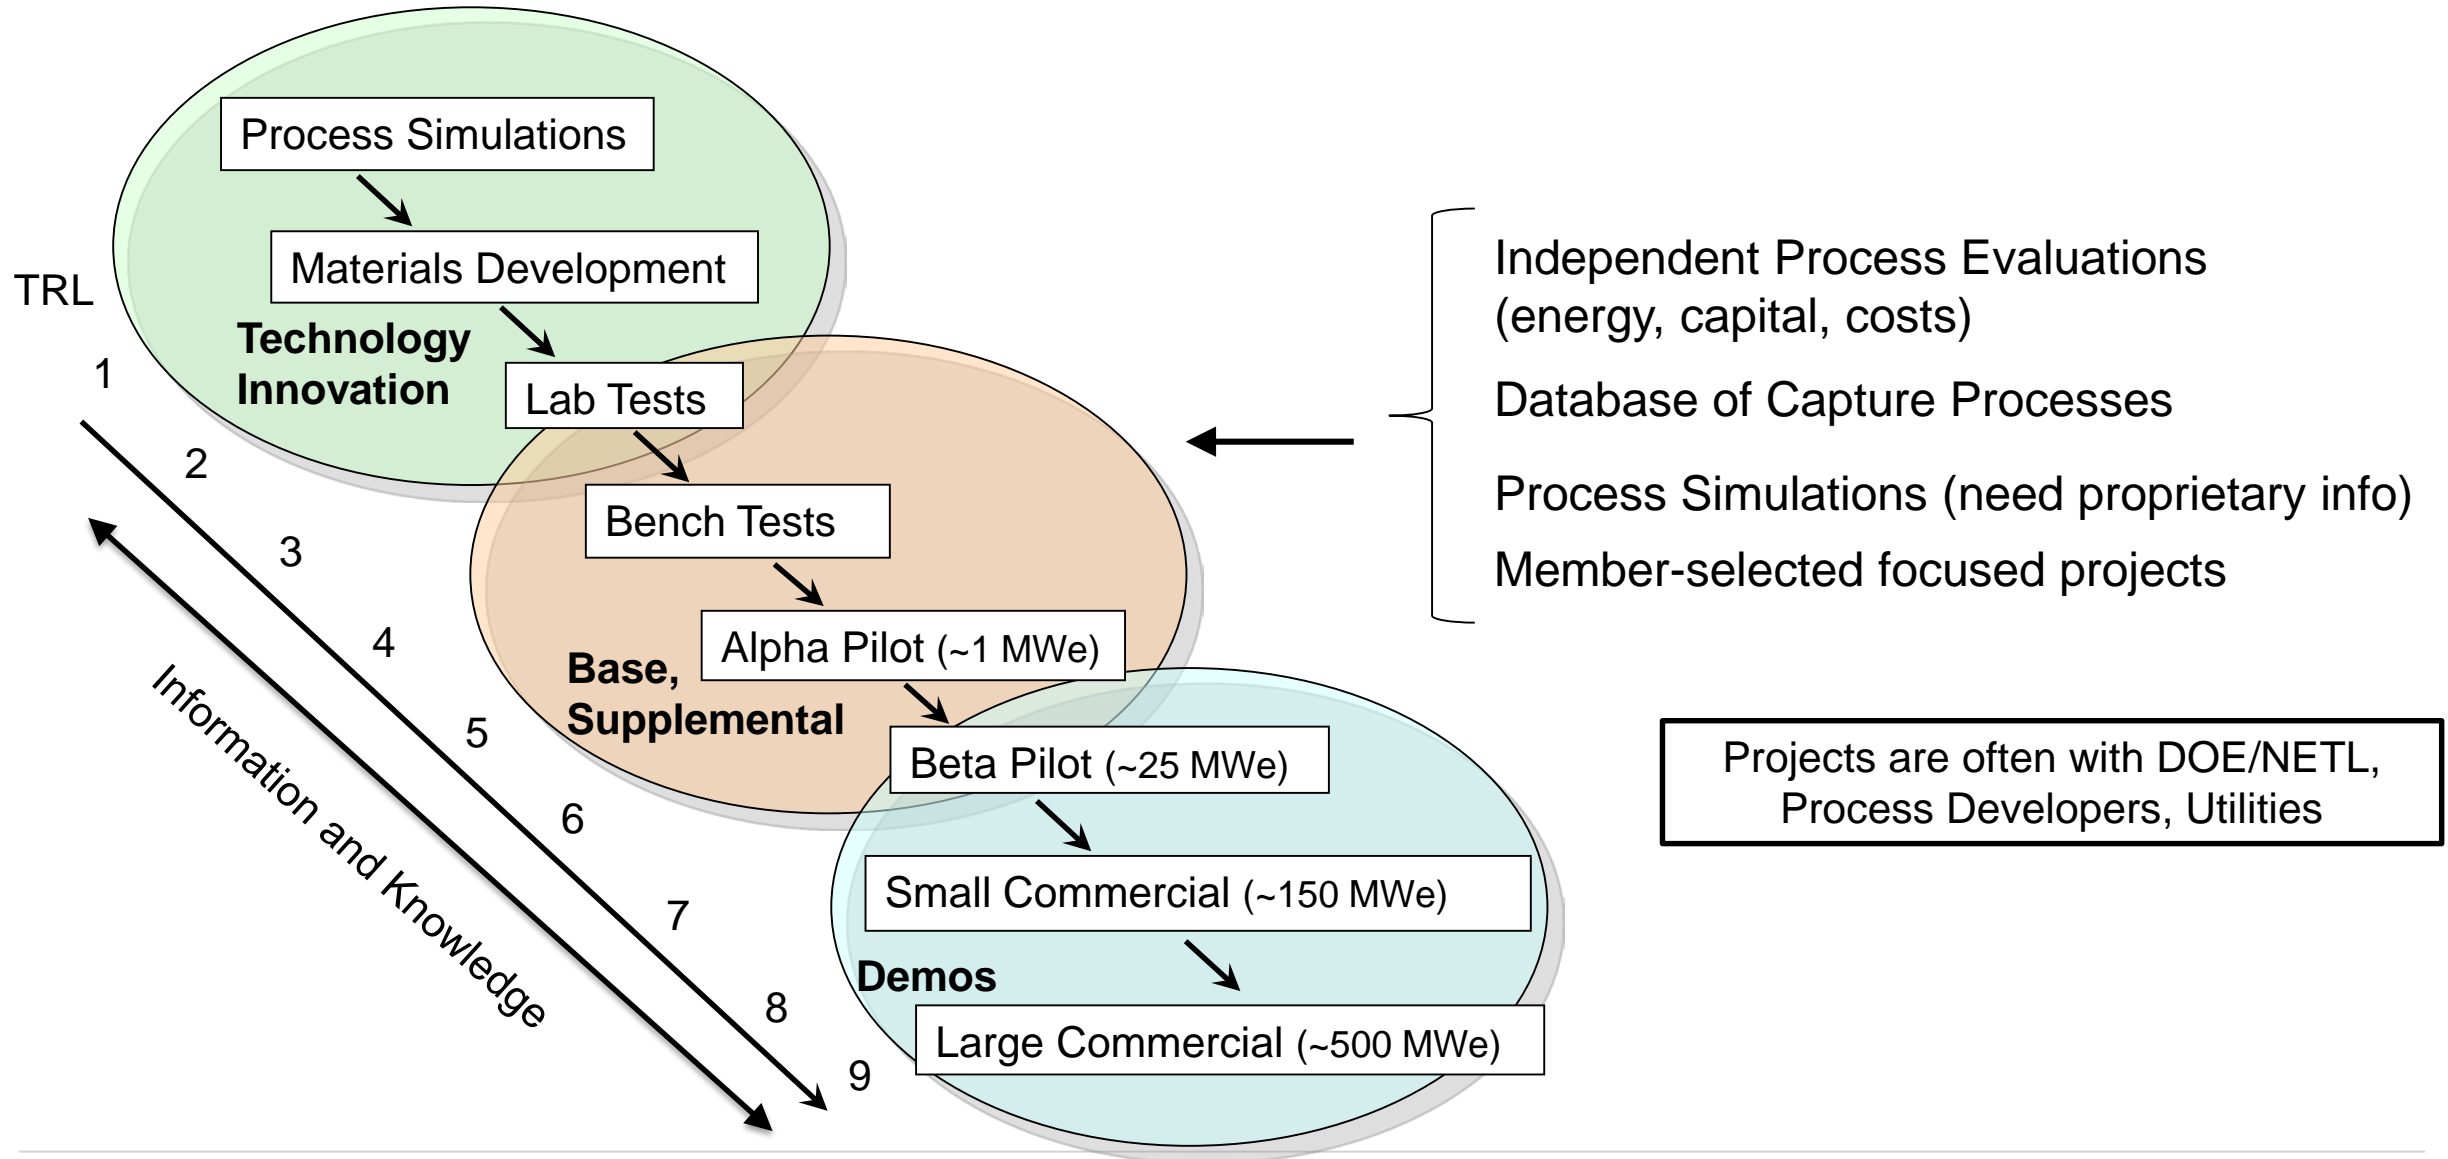 Process Simulations
Materials Development
TRL
Technology
Innovation
1
Lab Tests
2
Bench Tests
3
Alpha Pilot (~1 MWe)
4
Base,
Supplemental
5
Beta Pilot (~25 MWe)
6
Small Commercial (~150 MWe)
7
Demos
8
Large Commercial (~500 MWe)
9
Information and Knowledge
Independent Process Evaluations
(energy, capital, costs)
Database of Capture Processes
Process Simulations (need proprietary info)
Member-selected focused projects
Projects are often with DOE/NETL,
Process Developers, Utilities